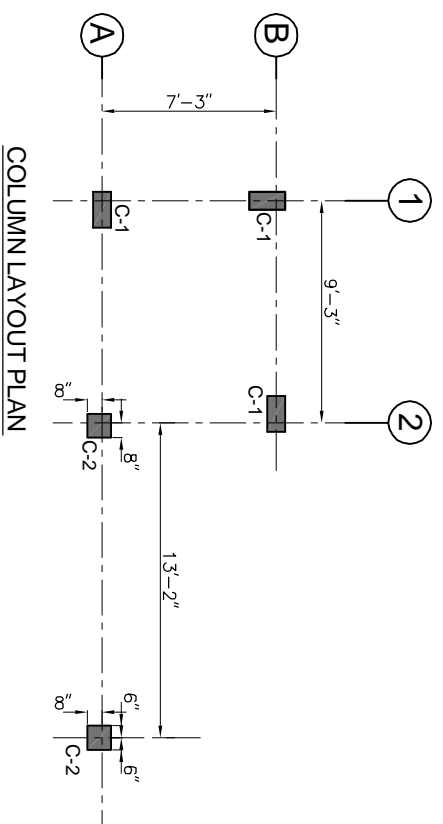 1
2
9'-3"
B
7'-3"
C-1
C-1
A
C-1
8"
8"
C-2
13'-2"
6"
6"
8"
C-2
COLUMN LAYOUT PLAN